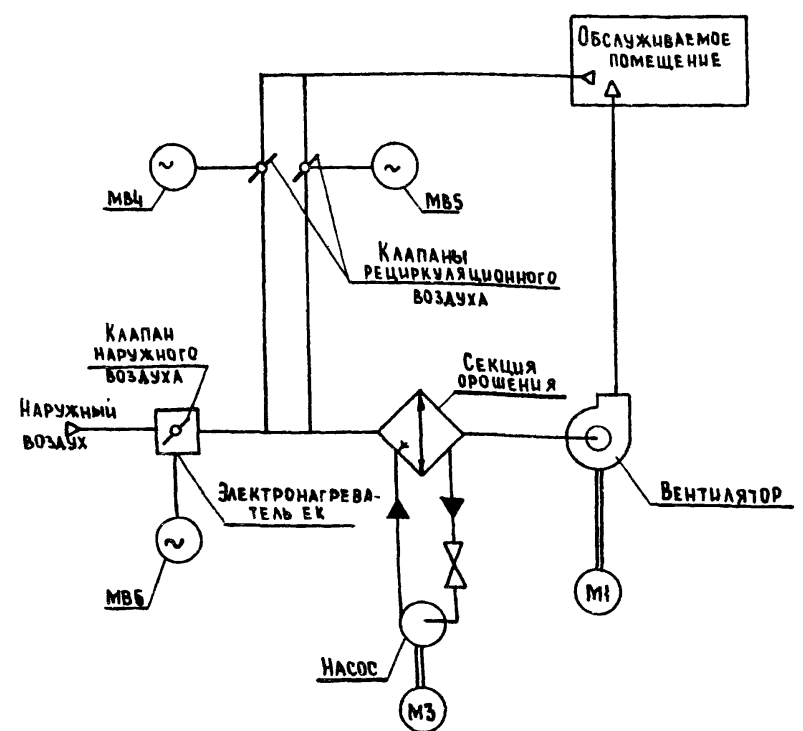 Обслуживаемое
помещение
МВ4
МВ5
Клапаны
рециркуляционного
воздуха
Клапан
наружного
воздуха
Секция
орошения
Наружный
воздух
Электронагрева-
тель ЕК
Вентилятор
МВ6
М1
Насос
М3